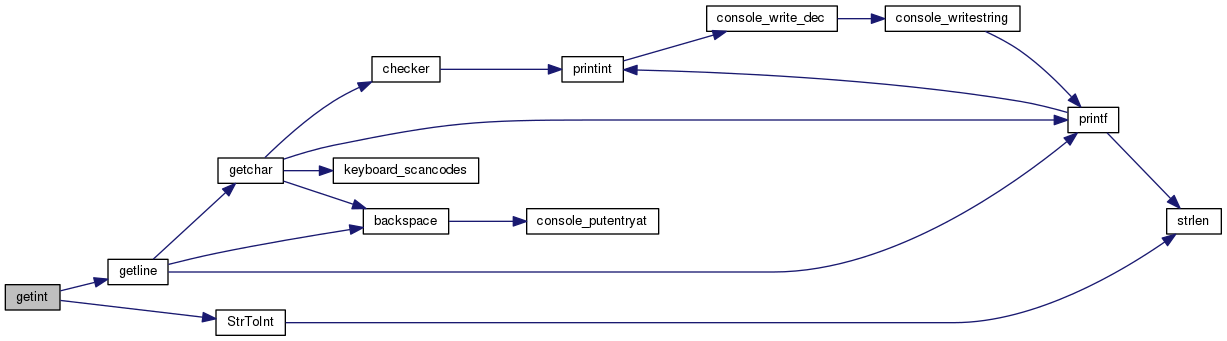 console_write_dec
console_writestring
checker
printint
printf
getchar
keyboard_scancodes
backspace
console_putentryat
strlen
getline
getint
StrToInt